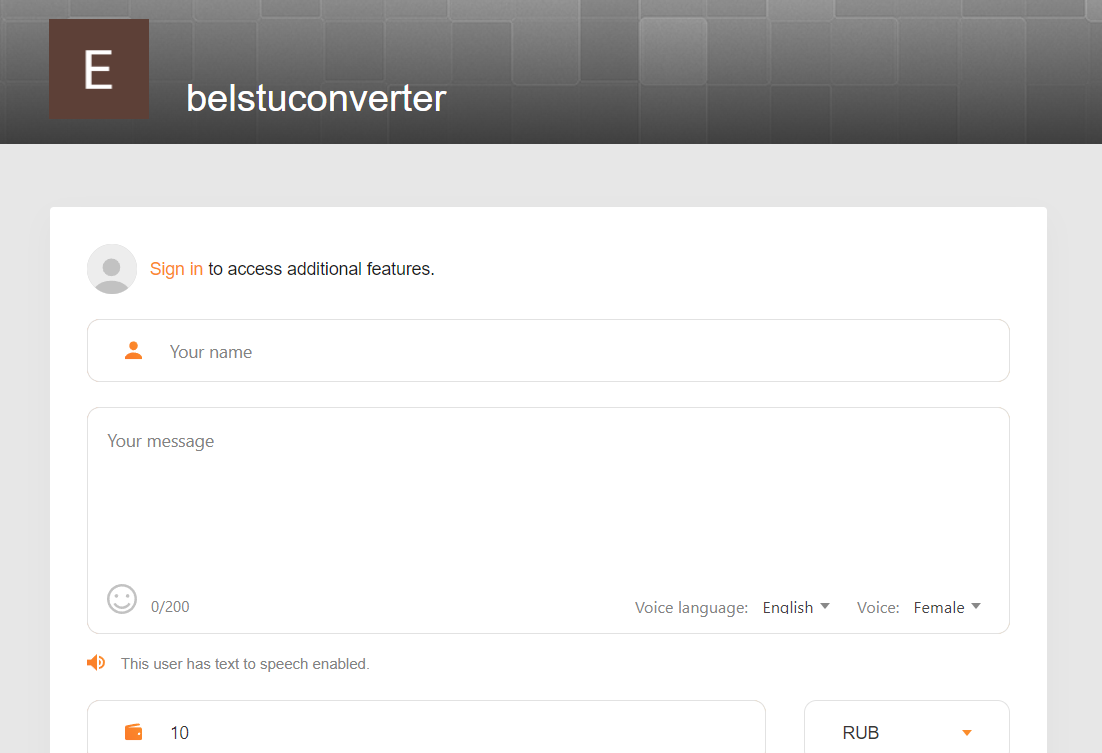 E
belstuconverter
Sign in to access additional features.
Your name
Your message
0/200
Voice language: English
Voice: Female
This user has text to speech enabled.
10
RUB